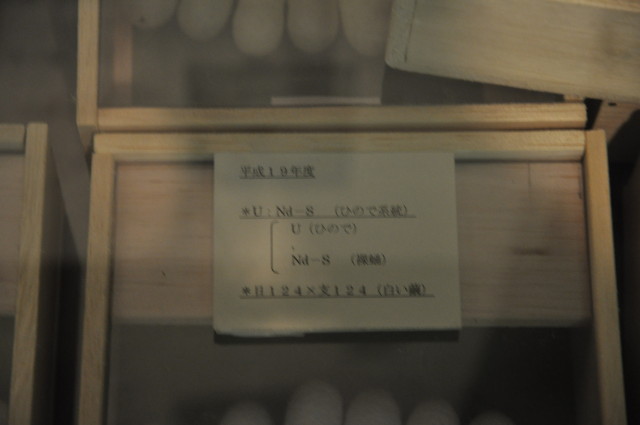 平成19年度
*U:Nd−S (ひので系統)
U(ひので)
Nd−S (裸蛹)
*日124×支124(白い繭)